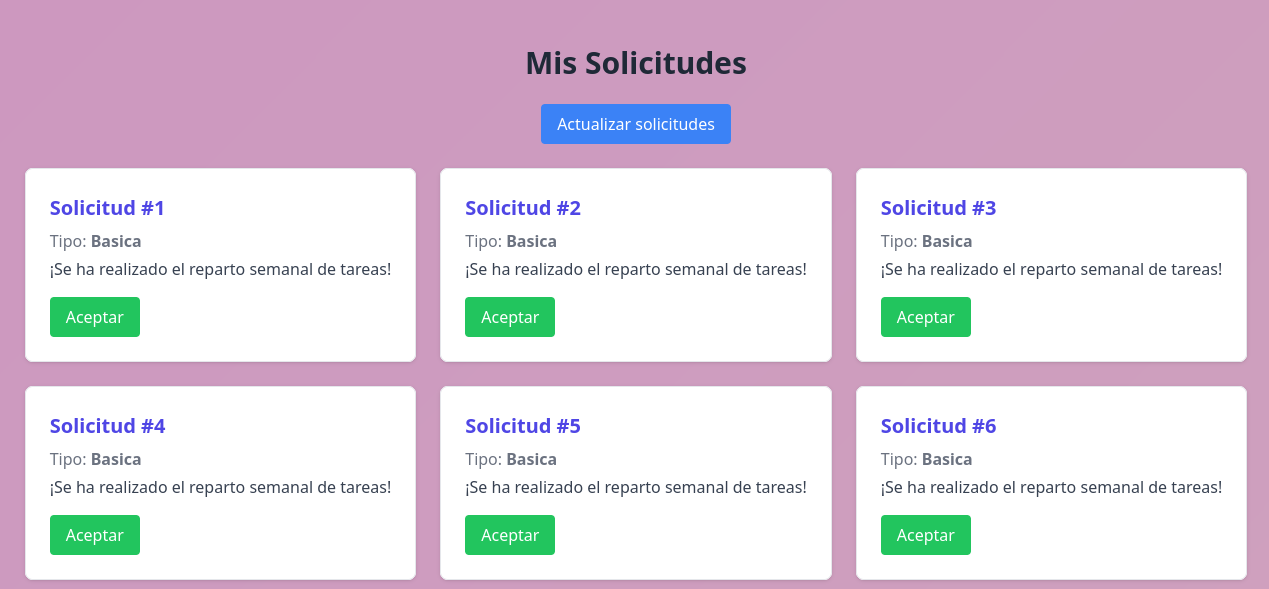 Mis Solicitudes
Actualizar solicitudes
Solicitud #1
Tipo: Basica
¡Se ha realizado el reparto semanal de tareas!
Aceptar
Solicitud #2
Tipo: Basica
¡Se ha realizado el reparto semanal de tareas!
Aceptar
Solicitud #3
Tipo: Basica
¡Se ha realizado el reparto semanal de tareas!
Aceptar
Solicitud #4
Tipo: Basica
¡Se ha realizado el reparto semanal de tareas!
Aceptar
Solicitud #5
Tipo: Basica
¡Se ha realizado el reparto semanal de tareas!
Aceptar
Solicitud #6
Tipo: Basica
¡Se ha realizado el reparto semanal de tareas!
Aceptar